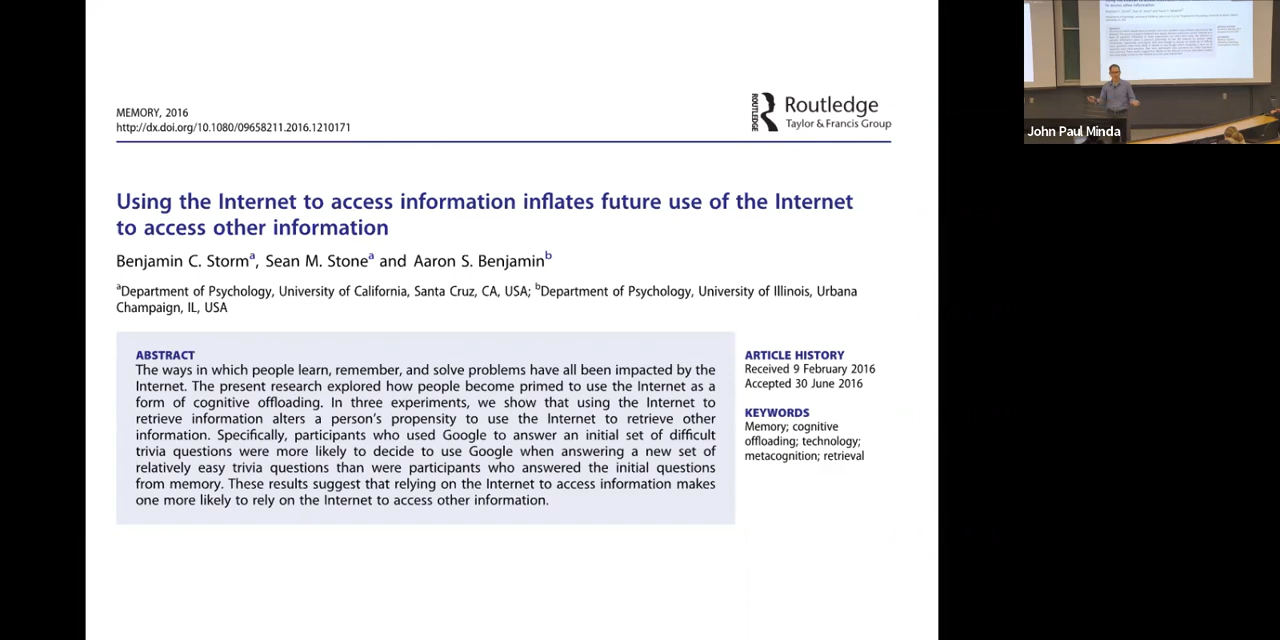 MEMORY, 2016
http://dx.doi.org/10.1080/09658211.2016.1210171
ROUTLEDGE
Routledge
Taylor & Francis Group
Using the Internet to access information inflates future use of the Internet
to access other information
Benjamin C. Stormᵃ, Sean M. Stoneᵃ and Aaron S. Benjaminᵇ
ᵃDepartment of Psychology, University of California, Santa Cruz, CA, USA; ᵇDepartment of Psychology, University of Illinois, Urbana
Champaign, IL, USA
ABSTRACT
The ways in which people learn, remember, and solve problems have all been impacted by the
Internet. The present research explored how people become primed to use the Internet as a
form of cognitive offloading. In three experiments, we show that using the Internet to
retrieve information alters a person's propensity to use the Internet to retrieve other
information. Specifically, participants who used Google to answer an initial set of difficult
trivia questions were more likely to decide to use Google when answering a new set of
relatively easy trivia questions than were participants who answered the initial questions
from memory. These results suggest that relying on the Internet to access information makes
one more likely to rely on the Internet to access other information.
ARTICLE HISTORY
Received 9 February 2016
Accepted 30 June 2016
KEYWORDS
Memory; cognitive
offloading; technology;
metacognition; retrieval
to access other information
John Paul Minda